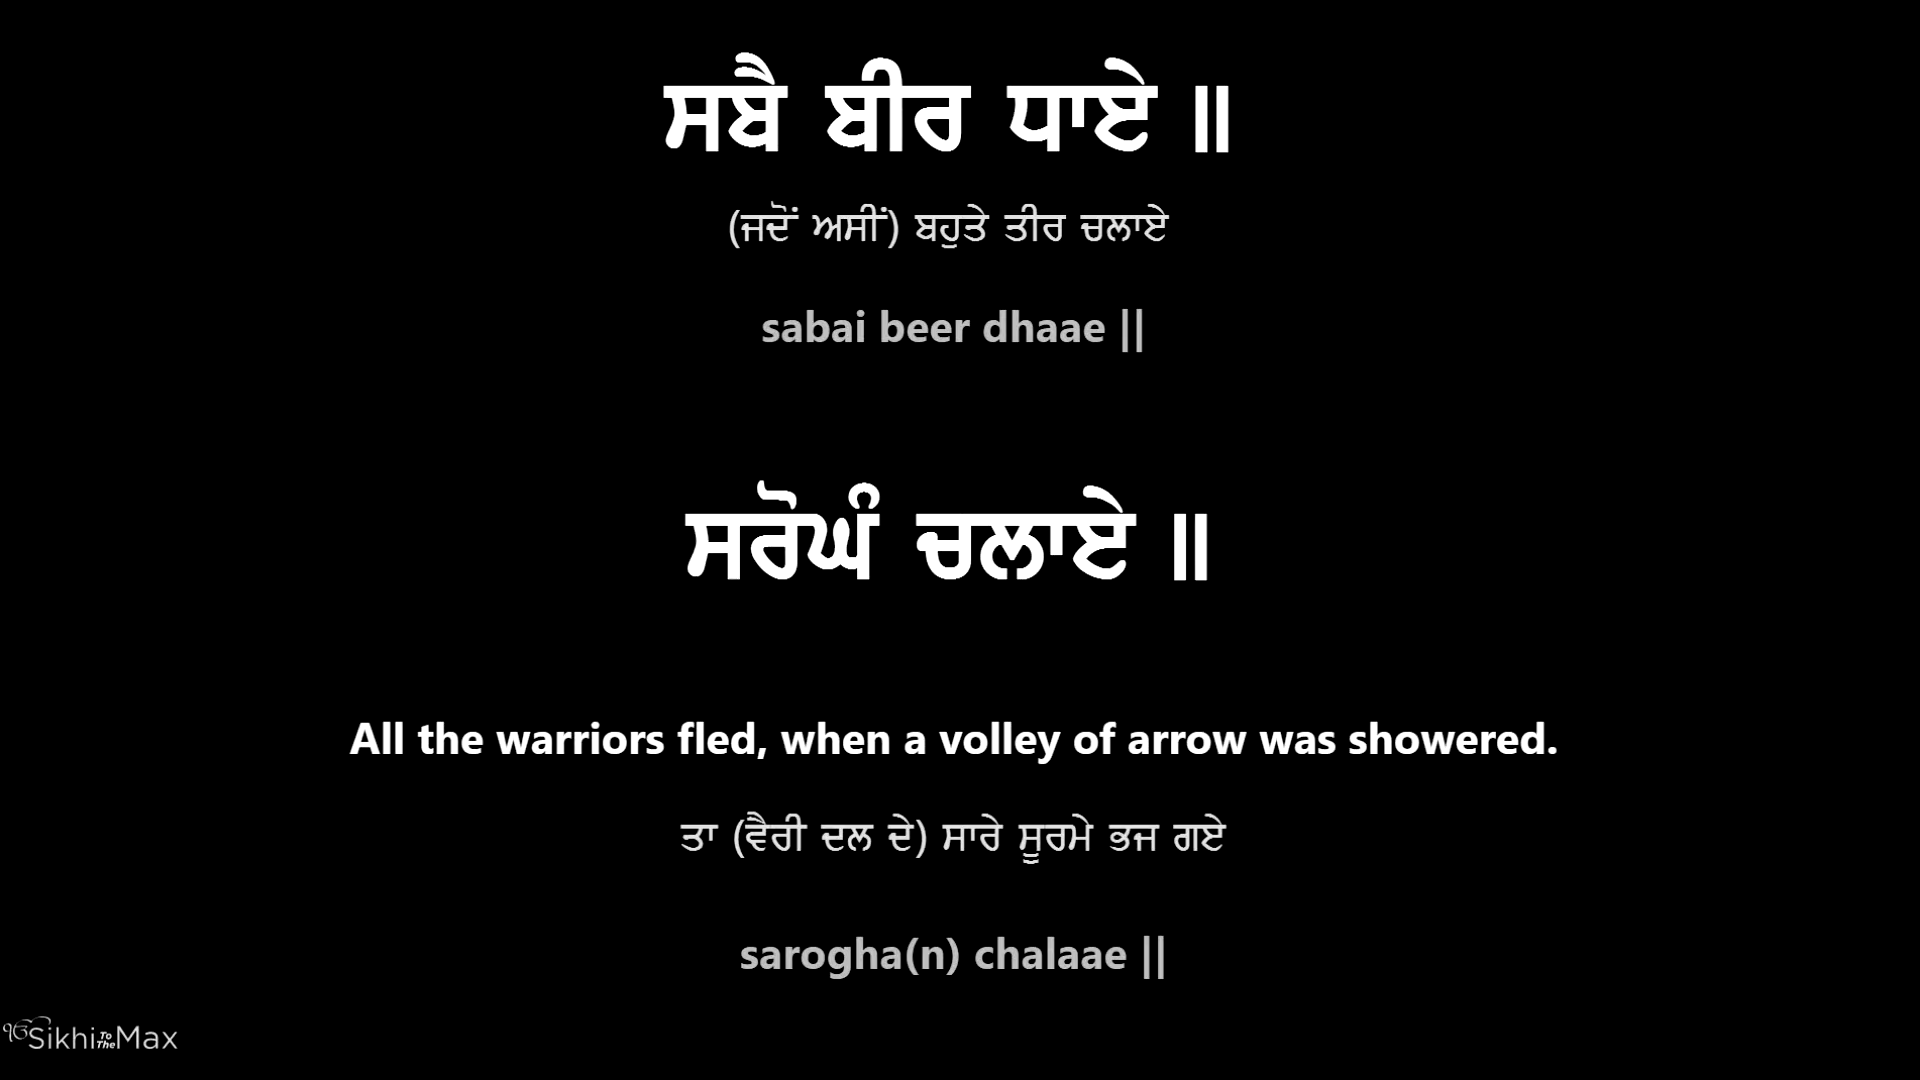 ਸਬੈ ਬੀਰ ਧਾਏ ॥
(ਜਦੋਂ ਅਸੀਂ) ਬਹੁਤੇ ਤੀਰ ਚਲਾਏ
sabai beer dhaae ||
ਸਰੋਘੰ ਚਲਾਏ ॥
All the warriors fled, when a volley of arrow was showered.
ਤਾ (ਵੈਰੀ ਦਲ ਦੇ) ਸਾਰੇ ਸੂਰਮੇ ਭਜ ਗਏ
sarogha(n) chalaae ||
ੴSikhiToTheMax